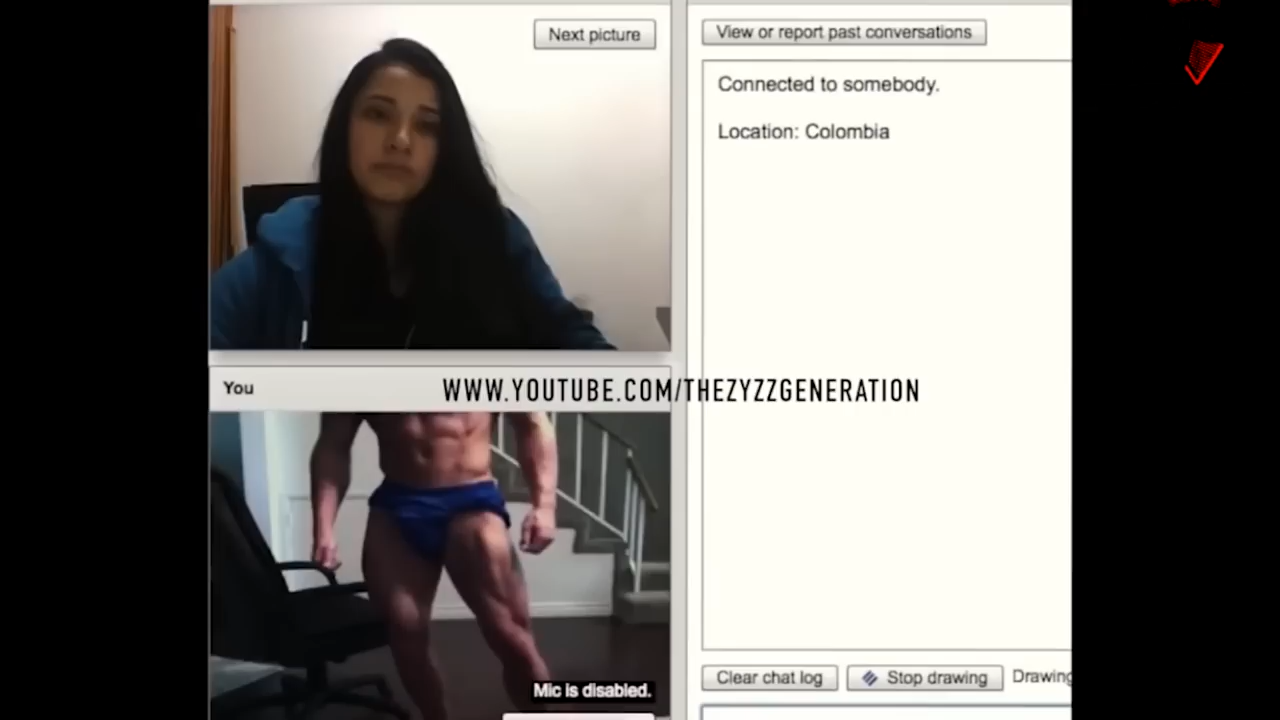 Next picture
View or report past conversations
Connected to somebody.
Location: Colombia
You
WWW.YOUTUBE.COM/THEZYZZGENERATION
Mic is disabled.
Clear chat log
Stop drawing
Drawing